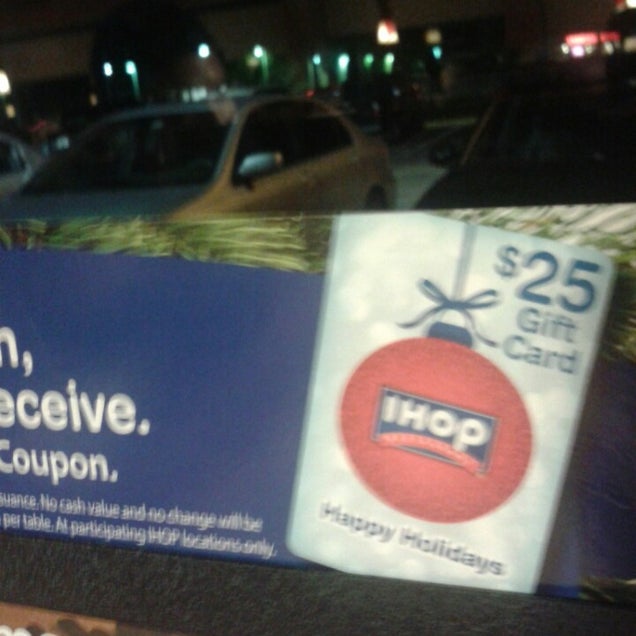 n,
eceive.
Coupon.
suance. No cash value and no change will be
per table. At participating IHOP locations only.
$25
Gift
Card
IHOP
Happy Holidays